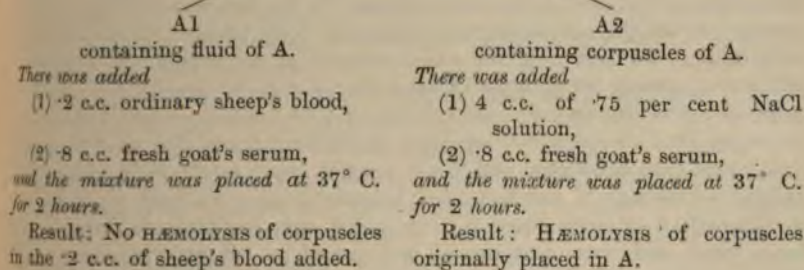 A1
containing fluid of A.
There was added
(1) ·2 c.c. ordinary sheep's blood,
(2) ·8 c.c. fresh goat's serum,
and the mixture was placed at 37° C.
for 2 hours.
Result: No HÆMOLYSIS of corpuscles
in the ·2 c.c. of sheep's blood added.
A2
containing corpuscles of A.
There was added
(1) 4 c.c. of ·75 per cent NaCl
solution,
(2) ·8 c.c. fresh goat's serum,
and the mixture was placed at 37° C.
for 2 hours.
Result: HÆMOLYSIS of corpuscles
originally placed in A.